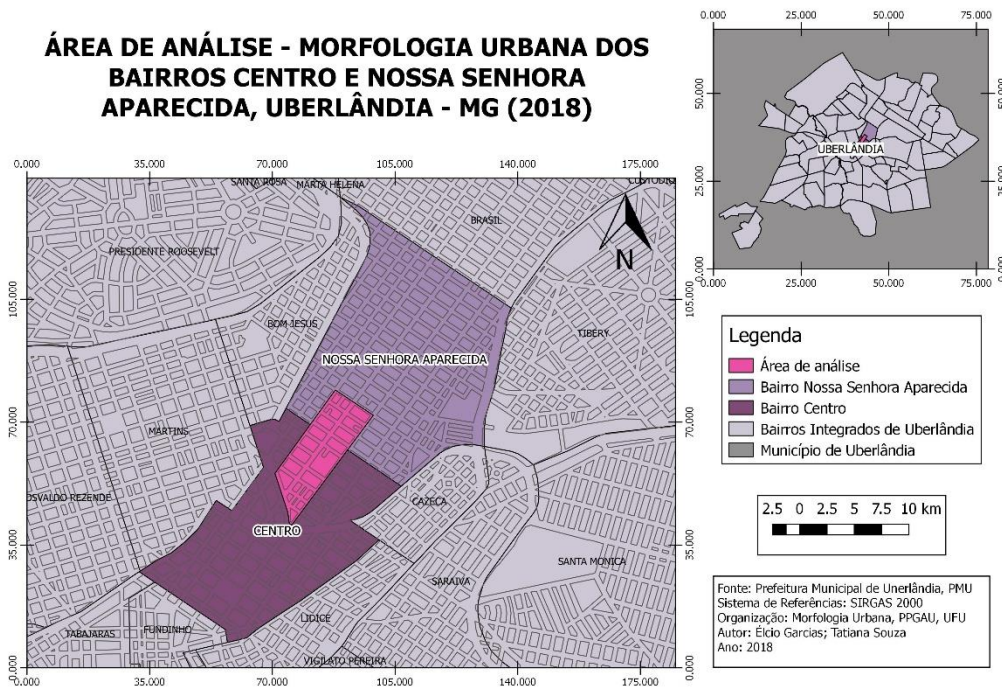 ÁREA DE ANÁLISE - MORFOLOGIA URBANA DOS
BAIRROS CENTRO E NOSSA SENHORA
APARECIDA, UBERLÂNDIA - MG (2018)
0.000 25.000 50.000 75.000
50.000
UBERLÂNDIA
25.000
0.000
0.000 25.000 50.000 75.000
0.000 35.000 70.000 105.000 140.000 175.000
SANTA ROSA
MARTA HELENA
CUSTÓDIO
BRASIL
N
PRESIDENTE ROOSEVELT
105.000
105.000
BOM JESUS
TIBERY
NOSSA SENHORA APARECIDA
70.000
70.000
MARTINS
OSVALDO REZENDE
CAZECA
CENTRO
35.000
35.000
SANTA MÔNICA
SARAIVA
LÍDICE
TABAJARAS
FUNDINHO
VIGILATO PEREIRA
0.000
0.000
0.000 35.000 70.000 105.000 140.000 175.000
Legenda
Área de análise
Bairro Nossa Senhora Aparecida
Bairro Centro
Bairros Integrados de Uberlândia
Município de Uberlândia
2.5 0 2.5 5 7.5 10 km
Fonte: Prefeitura Municipal de Unerlândia, PMU
Sistema de Referências: SIRGAS 2000
Organização: Morfologia Urbana, PPGAU, UFU
Autor: Élcio Garcias; Tatiana Souza
Ano: 2018